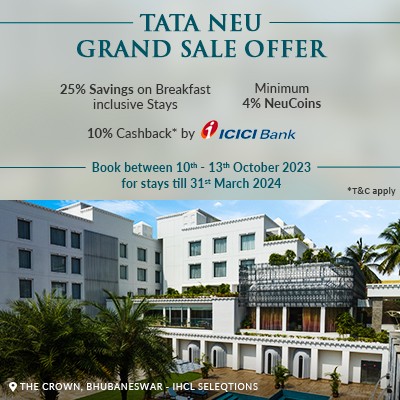 TATA NEU
GRAND SALE OFFER
25% Savings on Breakfast
inclusive Stays
Minimum
4% NeuCoins
10% Cashback* by ICICI Bank
Book between 10th - 13th October 2023
for stays till 31st March 2024
*T&C apply
THE CROWN, BHUBANESWAR - IHCL SELEQTIONS